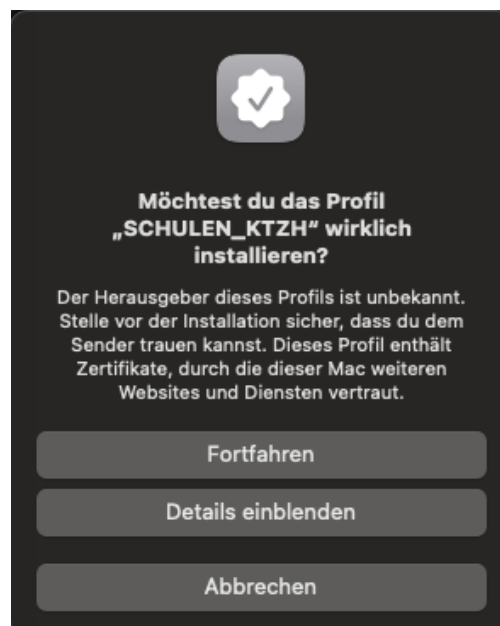 Möchtest du das Profil
„SCHULEN_KTZH“ wirklich
installieren?
Der Herausgeber dieses Profils ist unbekannt.
Stelle vor der Installation sicher, dass du dem
Sender trauen kannst. Dieses Profil enthält
Zertifikate, durch die dieser Mac weiteren
Websites und Diensten vertraut.
Fortfahren
Details einblenden
Abbrechen